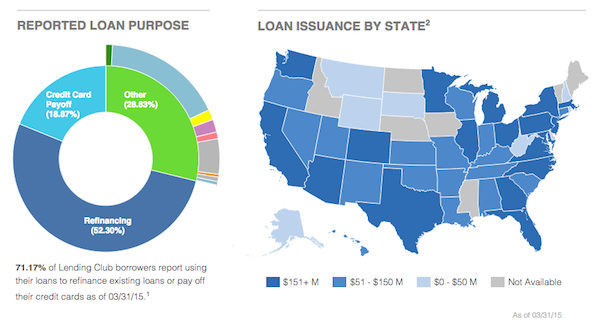 REPORTED LOAN PURPOSE
Credit Card
Payoff
(18.87%)
Other
(28.83%)
Refinancing
(52.30%)
71.17% of Lending Club borrowers report using
their loans to refinance existing loans or pay off
their credit cards as of 03/31/15.1
LOAN ISSUANCE BY STATE2
$151+ M
$51 - $150 M
$0 - $50 M
Not Available
As of 03/31/15